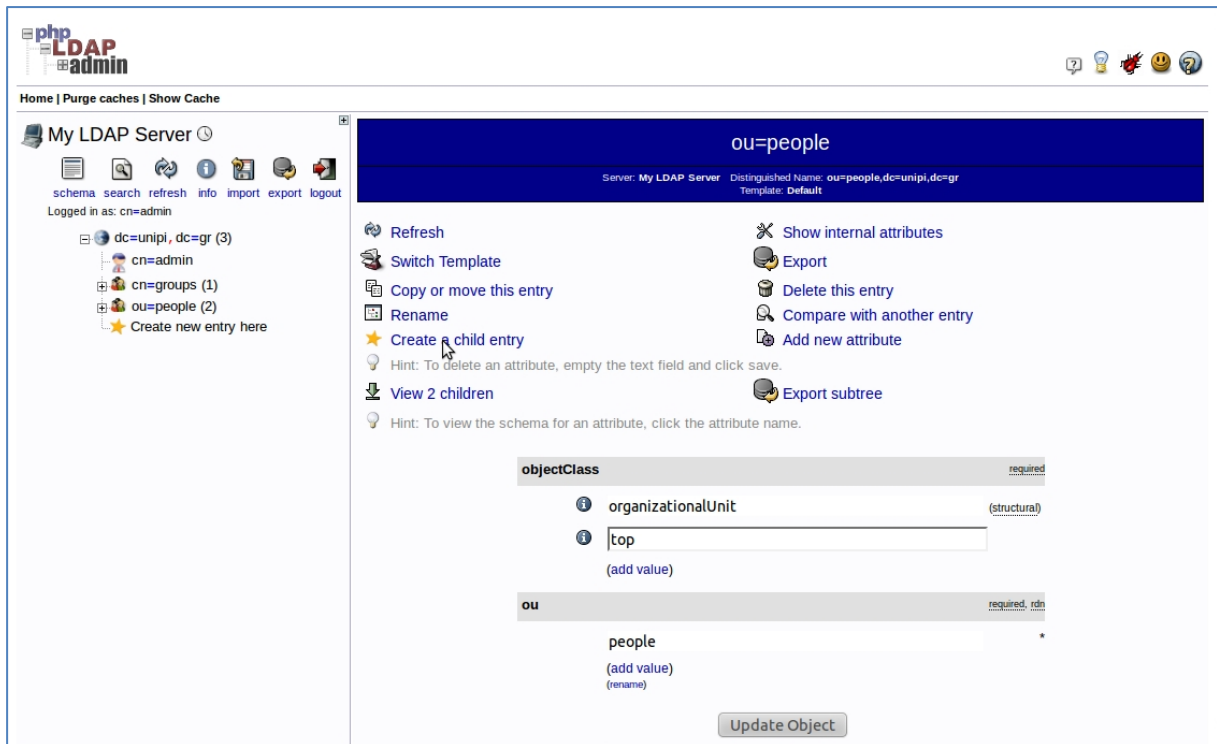 php
LDAP
admin
Home | Purge caches | Show Cache
My LDAP Server
schema search refresh info import export logout
Logged in as: cn=admin
dc=unipi, dc=gr (3)
cn=admin
cn=groups (1)
ou=people (2)
Create new entry here
ou=people
Server: My LDAP Server Distinguished Name: ou=people,dc=unipi,dc=gr
Template: Default
Refresh
Show internal attributes
Switch Template
Export
Copy or move this entry
Delete this entry
Rename
Compare with another entry
Create a child entry
Add new attribute
Hint: To delete an attribute, empty the text field and click save.
View 2 children
Export subtree
Hint: To view the schema for an attribute, click the attribute name.
objectClass required
organizationalUnit (structural)
top
(add value)
ou required, rdn
people *
(add value)
(rename)
Update Object